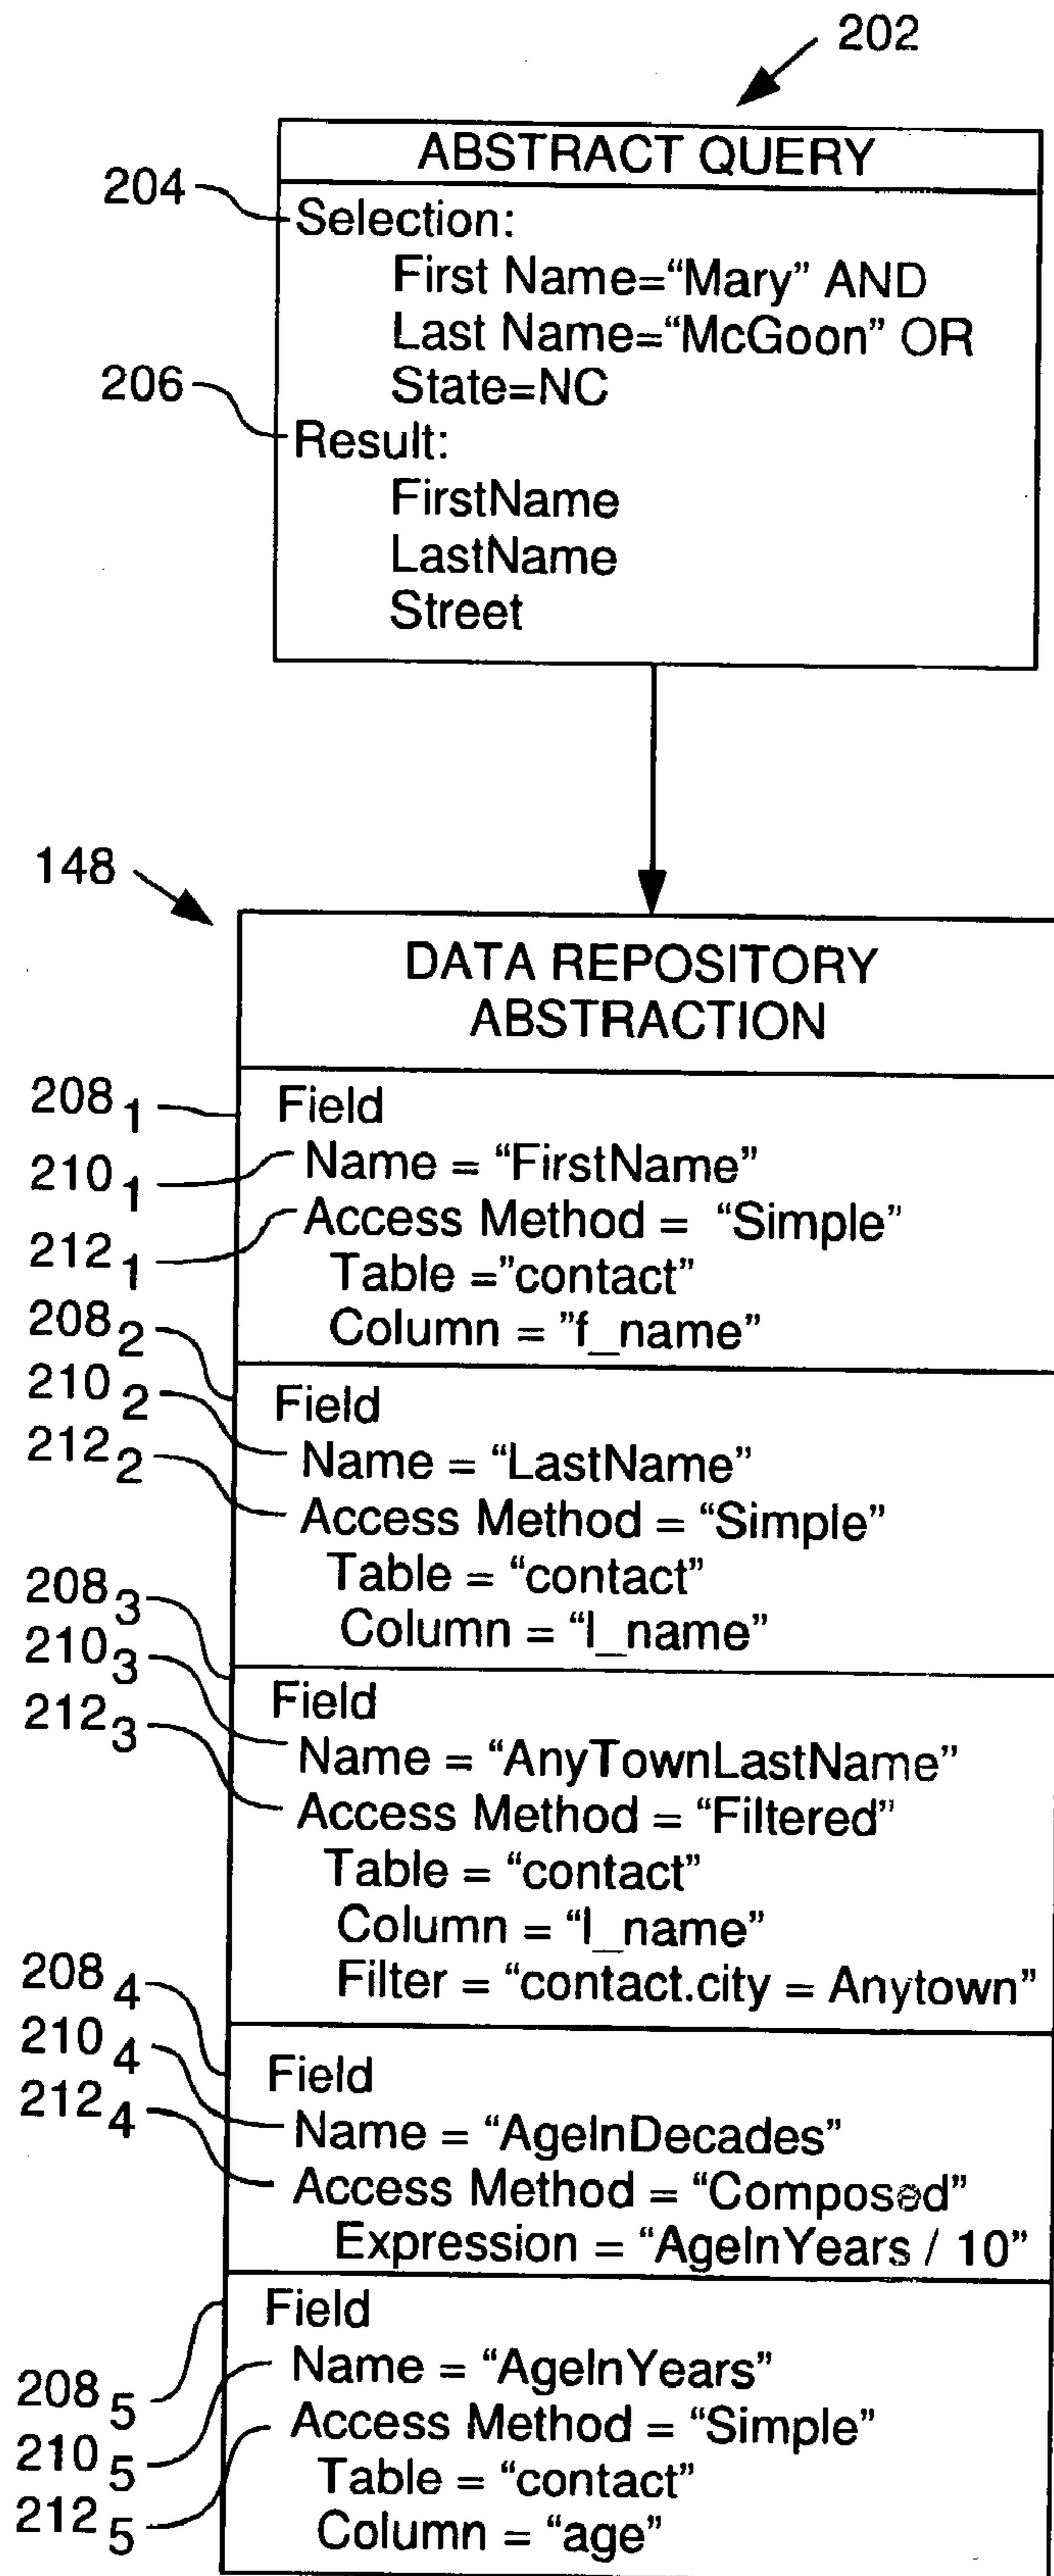 202
ABSTRACT QUERY
204
Selection:
First Name=“Mary” AND
Last Name=“McGoon” OR
State=NC
206
Result:
FirstName
LastName
Street
148
DATA REPOSITORY
ABSTRACTION
208 1
Field
210 1
Name = “FirstName”
212 1
Access Method = “Simple”
Table =”contact”
Column = ”f_name”
208 2
Field
210 2
Name = “LastName”
212 2
Access Method = “Simple”
Table = “contact”
Column = “l_name”
208 3
Field
210 3
Name = “AnyTownLastName”
212 3
Access Method = “Filtered”
Table = “contact”
Column = “l_name”
Filter = “contact.city = Anytown”
208 4
Field
210 4
Name = “AgeInDecades”
212 4
Access Method = “Composed”
Expression = “AgeInYears / 10”
208 5
Field
210 5
Name = “AgeInYears”
212 5
Access Method = “Simple”
Table = “contact”
Column = “age”